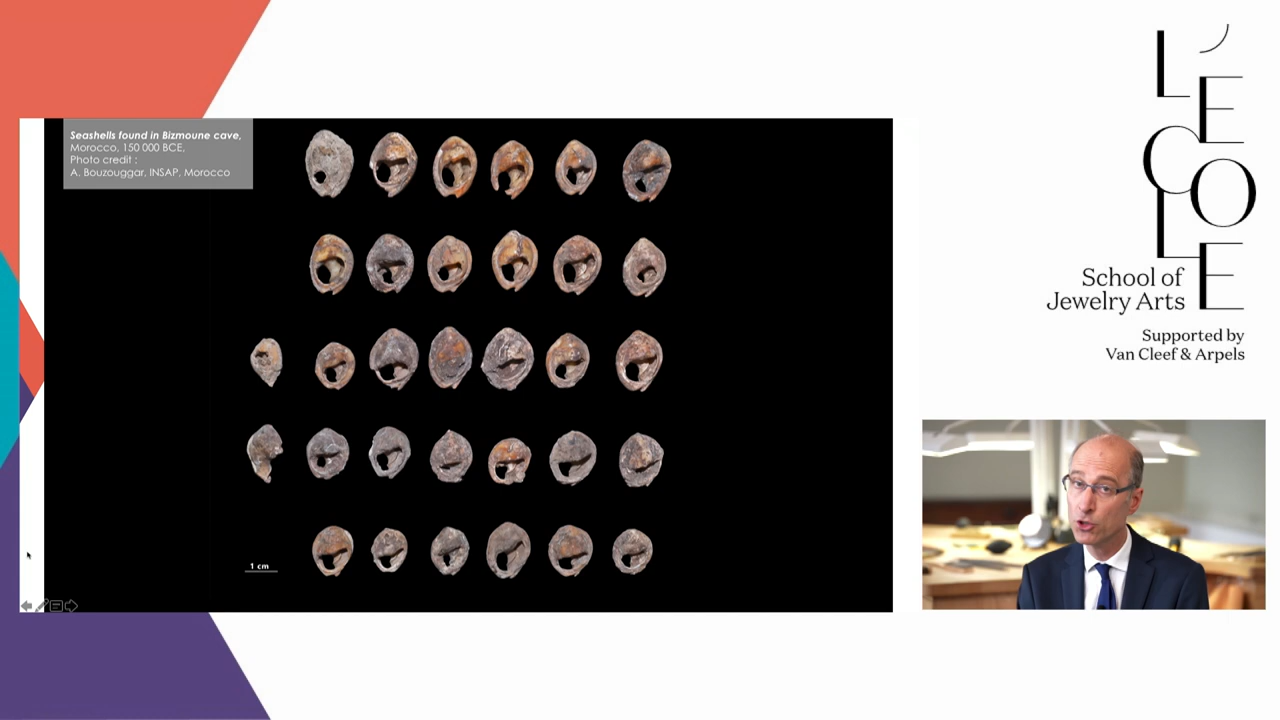 Seashells found in Bizmoune cave,
Morocco, 150 000 BCE,
Photo credit :
A. Bouzouggar, INSAP, Morocco
1 cm
L'ÉCOLE
School of
Jewelry Arts
Supported by
Van Cleef & Arpels